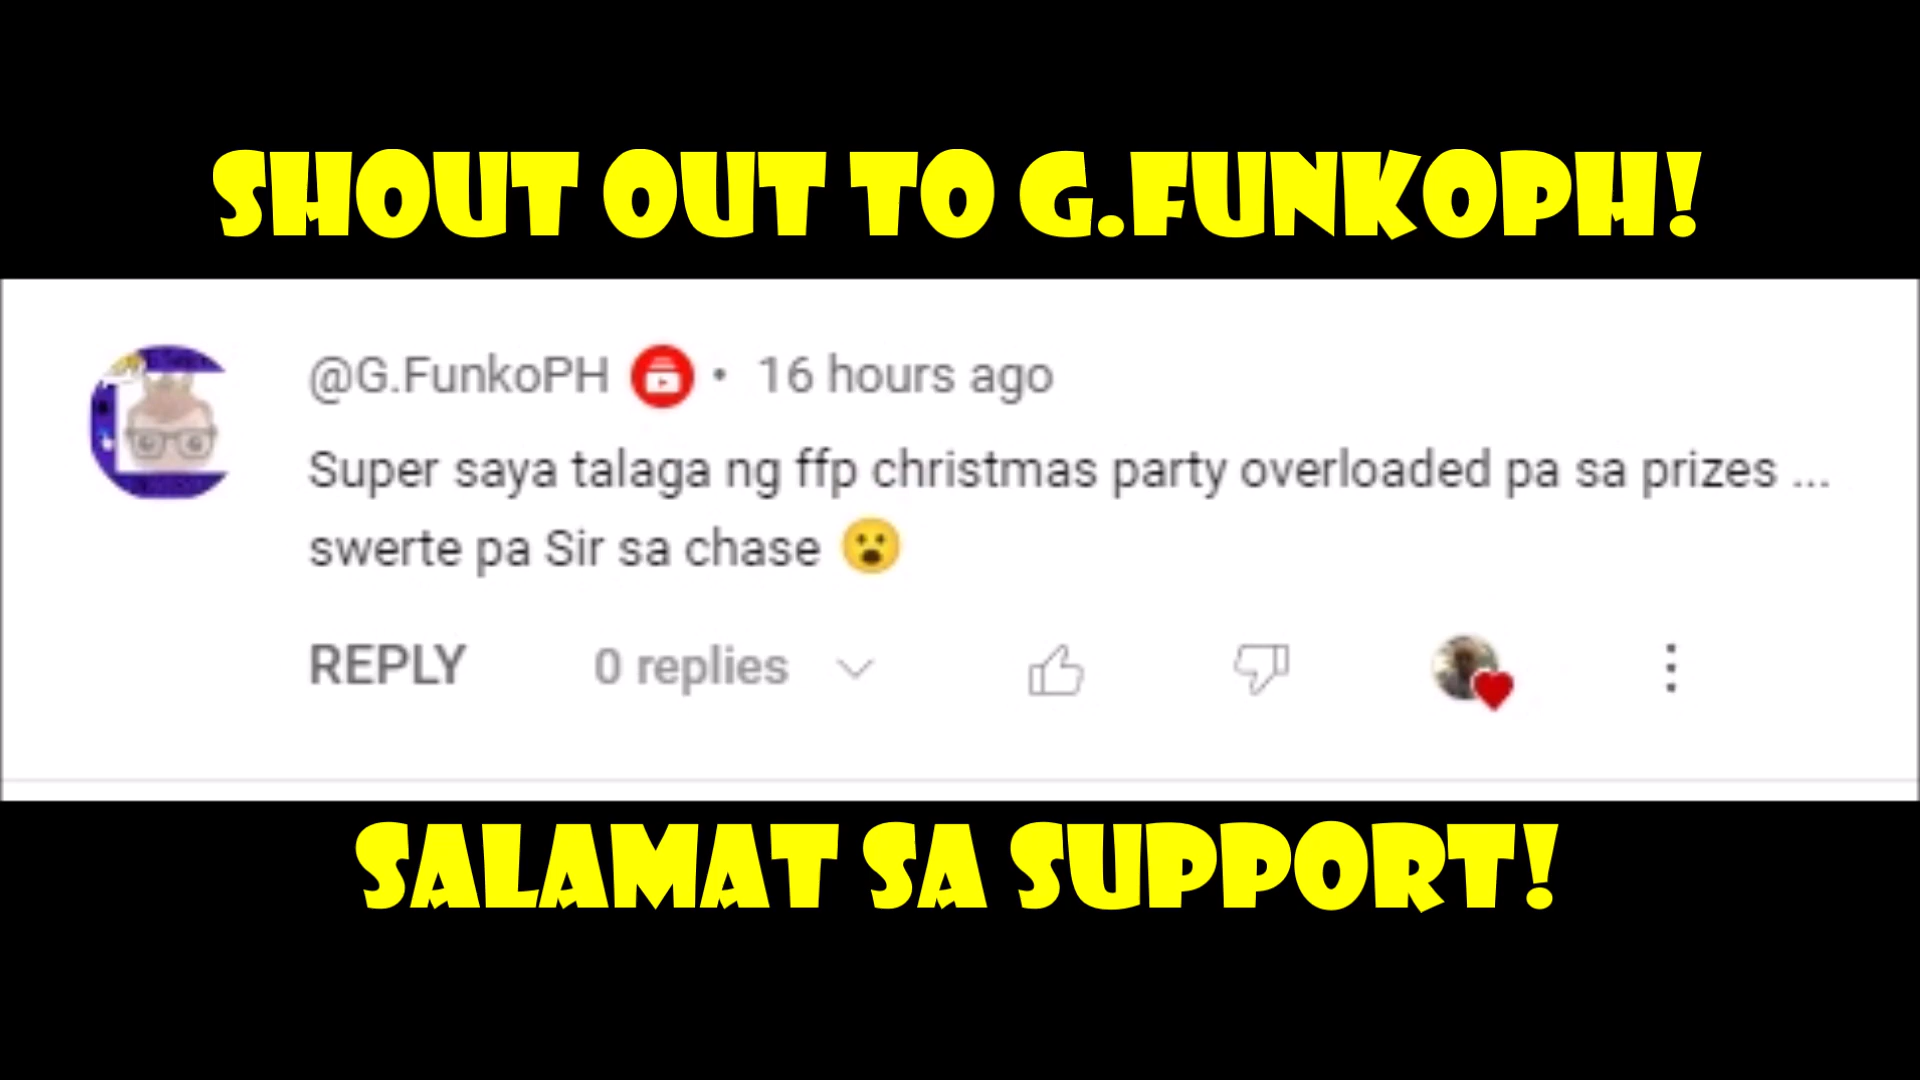 SHOUT OUT TO G.FUNKOPH!
@G.FunkoPH • 16 hours ago
Super saya talaga ng ffp christmas party overloaded pa sa prizes ...
swerte pa Sir sa chase 😮
REPLY 0 replies
SALAMAT SA SUPPORT!